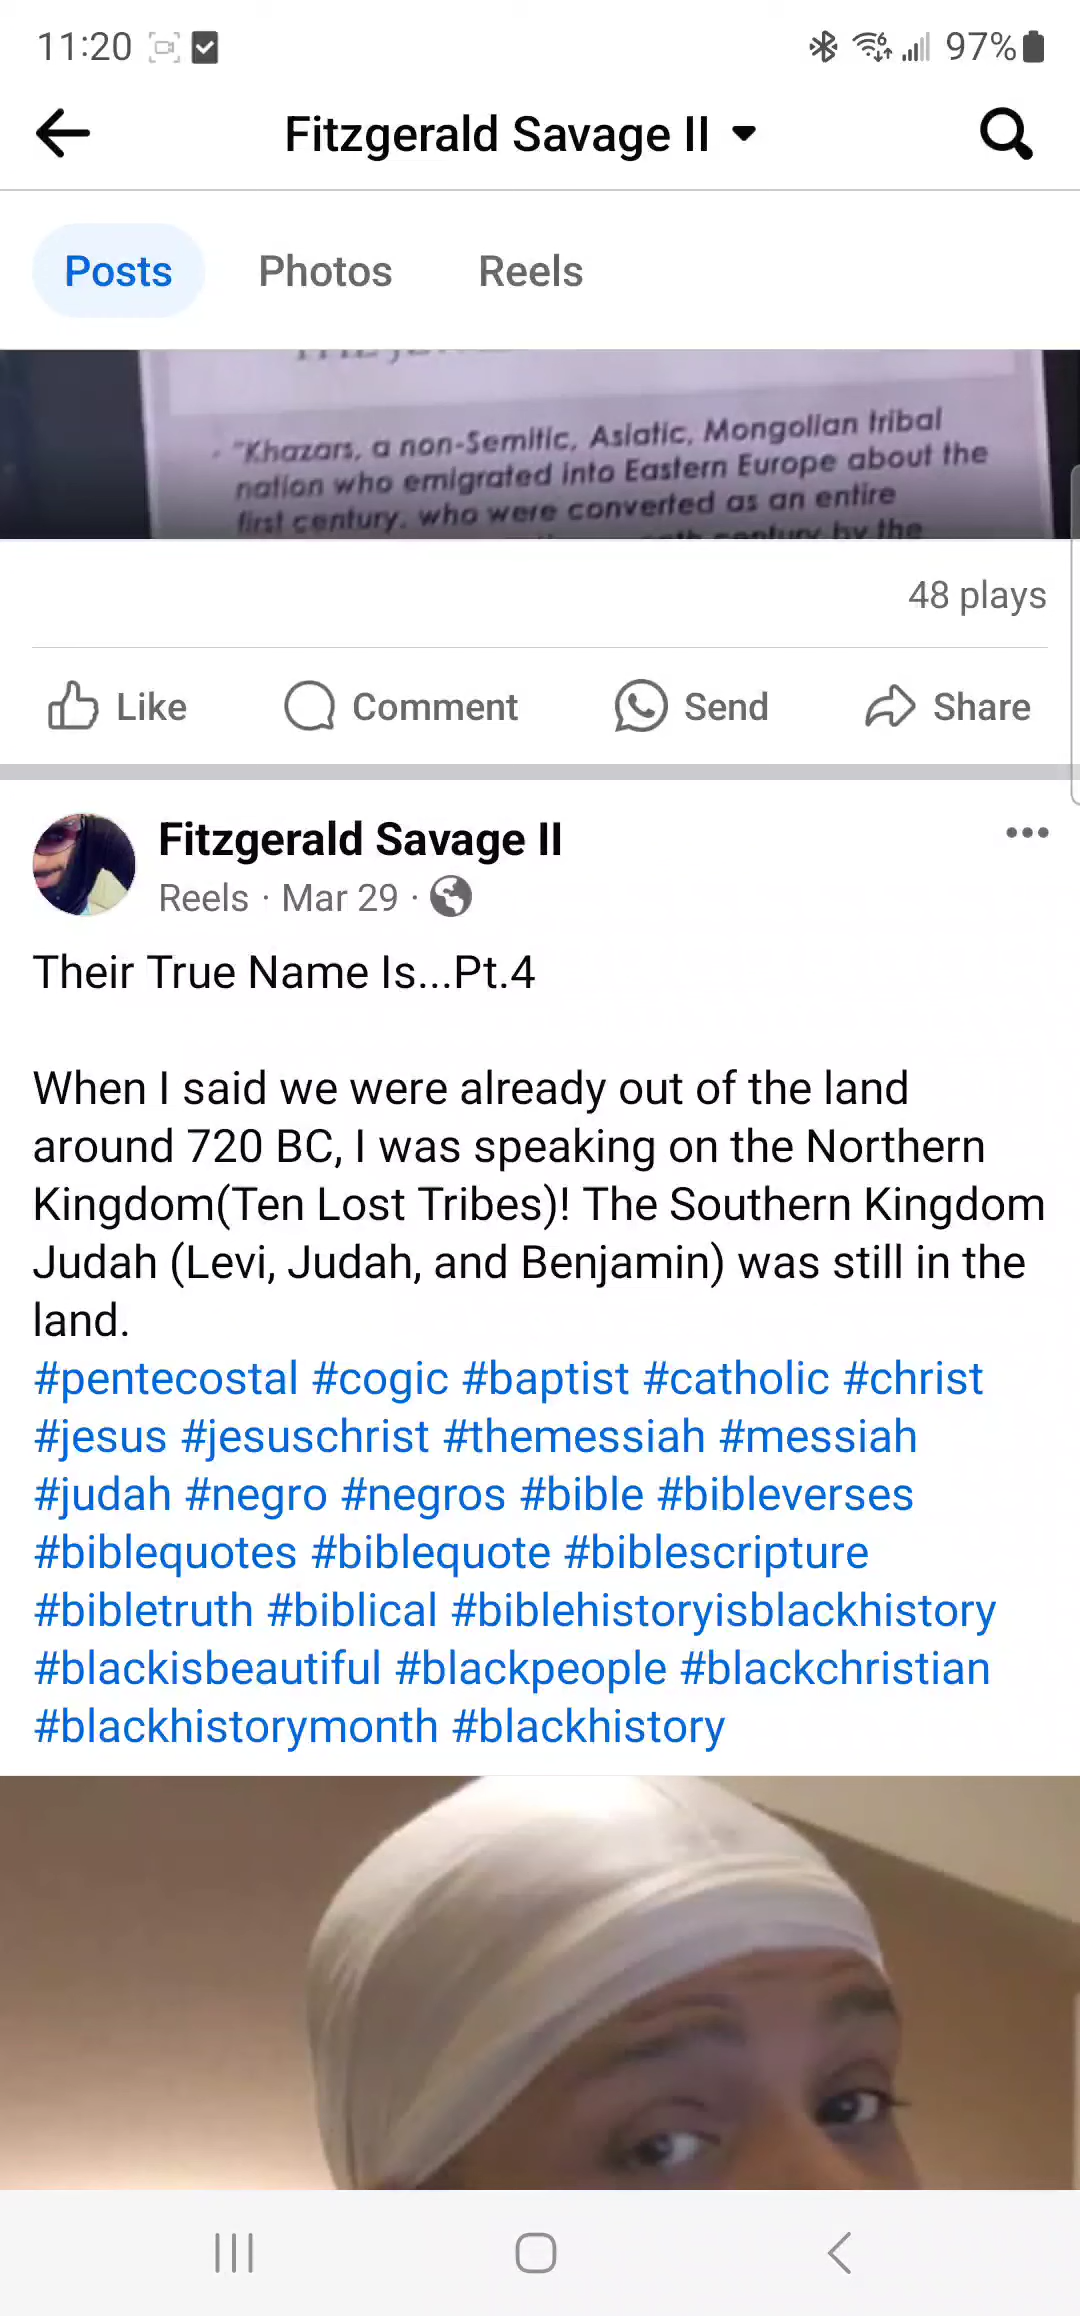 11:20
97%
Fitzgerald Savage II
Posts Photos Reels
"Khazars, a non-Semitic, Asiatic, Mongolian tribal
nation who emigrated into Eastern Europe about the
first century, who were converted as an entire
century by the
48 plays
Like Comment Send Share
Fitzgerald Savage II
Reels · Mar 29 ·
Their True Name Is...Pt.4
When I said we were already out of the land
around 720 BC, I was speaking on the Northern
Kingdom(Ten Lost Tribes)! The Southern Kingdom
Judah (Levi, Judah, and Benjamin) was still in the
land.
#pentecostal #cogic #baptist #catholic #christ
#jesus #jesuschrist #themessiah #messiah
#judah #negro #negros #bible #bibleverses
#biblequotes #biblequote #biblescripture
#bibletruth #biblical #biblehistoryisblackhistory
#blackisbeautiful #blackpeople #blackchristian
#blackhistorymonth #blackhistory